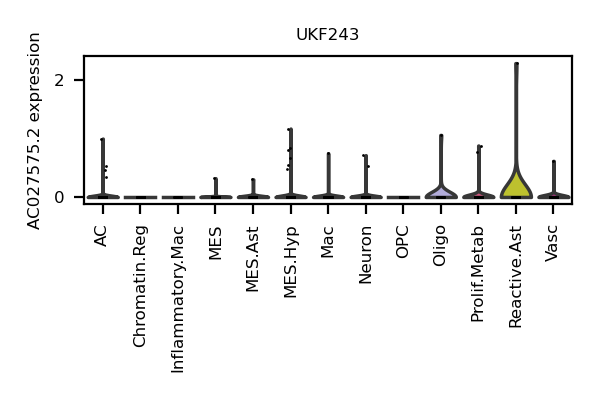 UKF243
AC027575.2 expression
2
0
AC
Chromatin.Reg
Inflammatory.Mac
MES
MES.Ast
MES.Hyp
Mac
Neuron
OPC
Oligo
Prolif.Metab
Reactive.Ast
Vasc